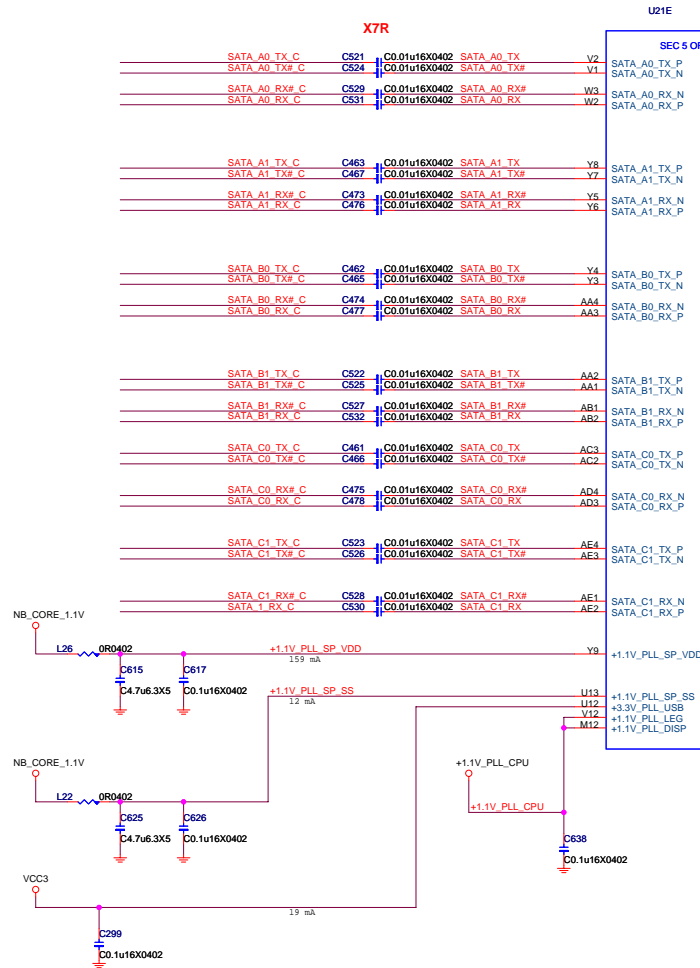 U21E
X7R
SEC 5 OF
SATA_A0_TX_C C521 C0.01u16X0402 SATA_A0_TX V2 SATA_A0_TX_P
SATA_A0_TX#_C C524 C0.01u16X0402 SATA_A0_TX# V1 SATA_A0_TX_N
SATA_A0_RX#_C C529 C0.01u16X0402 SATA_A0_RX# W3 SATA_A0_RX_N
SATA_A0_RX_C C531 C0.01u16X0402 SATA_A0_RX W2 SATA_A0_RX_P
SATA_A1_TX_C C463 C0.01u16X0402 SATA_A1_TX Y8 SATA_A1_TX_P
SATA_A1_TX#_C C467 C0.01u16X0402 SATA_A1_TX# Y7 SATA_A1_TX_N
SATA_A1_RX#_C C473 C0.01u16X0402 SATA_A1_RX# Y5 SATA_A1_RX_N
SATA_A1_RX_C C476 C0.01u16X0402 SATA_A1_RX Y6 SATA_A1_RX_P
SATA_B0_TX_C C462 C0.01u16X0402 SATA_B0_TX Y4 SATA_B0_TX_P
SATA_B0_TX#_C C465 C0.01u16X0402 SATA_B0_TX# Y3 SATA_B0_TX_N
SATA_B0_RX#_C C474 C0.01u16X0402 SATA_B0_RX# AA4 SATA_B0_RX_N
SATA_B0_RX_C C477 C0.01u16X0402 SATA_B0_RX AA3 SATA_B0_RX_P
SATA_B1_TX_C C522 C0.01u16X0402 SATA_B1_TX AA2 SATA_B1_TX_P
SATA_B1_TX#_C C525 C0.01u16X0402 SATA_B1_TX# AA1 SATA_B1_TX_N
SATA_B1_RX#_C C527 C0.01u16X0402 SATA_B1_RX# AB1 SATA_B1_RX_N
SATA_B1_RX_C C532 C0.01u16X0402 SATA_B1_RX AB2 SATA_B1_RX_P
SATA_C0_TX_C C461 C0.01u16X0402 SATA_C0_TX AC3 SATA_C0_TX_P
SATA_C0_TX#_C C466 C0.01u16X0402 SATA_C0_TX# AC2 SATA_C0_TX_N
SATA_C0_RX#_C C475 C0.01u16X0402 SATA_C0_RX# AD4 SATA_C0_RX_N
SATA_C0_RX_C C478 C0.01u16X0402 SATA_C0_RX AD3 SATA_C0_RX_P
SATA_C1_TX_C C523 C0.01u16X0402 SATA_C1_TX AE4 SATA_C1_TX_P
SATA_C1_TX#_C C526 C0.01u16X0402 SATA_C1_TX# AE3 SATA_C1_TX_N
SATA_C1_RX#_C C528 C0.01u16X0402 SATA_C1_RX# AE1 SATA_C1_RX_N
SATA_1_RX_C C530 C0.01u16X0402 SATA_C1_RX AE2 SATA_C1_RX_P
NB_CORE_1.1V
L26 0R0402 +1.1V_PLL_SP_VDD Y9 +1.1V_PLL_SP_VDD
159 mA
C615 C617
C4.7u6.3X5 C0.1u16X0402
+1.1V_PLL_SP_SS U13 +1.1V_PLL_SP_SS
12 mA U12 +3.3V_PLL_USB
V12 +1.1V_PLL_LEG
M12 +1.1V_PLL_DISP
NB_CORE_1.1V +1.1V_PLL_CPU
L22 0R0402
+1.1V_PLL_CPU
C625 C626
C4.7u6.3X5 C0.1u16X0402
C638
C0.1u16X0402
VCC3
19 mA
C299
C0.1u16X0402